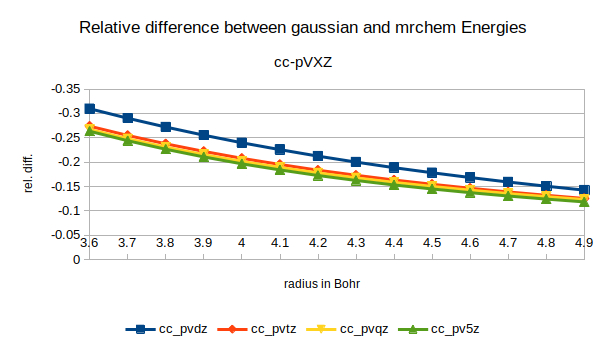 Relative difference between gaussian and mrchem Energies
cc-pVXZ
-0.35
-0.3
-0.25
-0.2
-0.15
-0.1
-0.05
0
rel. diff.
3.6 3.7 3.8 3.9 4 4.1 4.2 4.3 4.4 4.5 4.6 4.7 4.8 4.9
radius in Bohr
cc_pvdz cc_pvtz cc_pvqz cc_pv5z